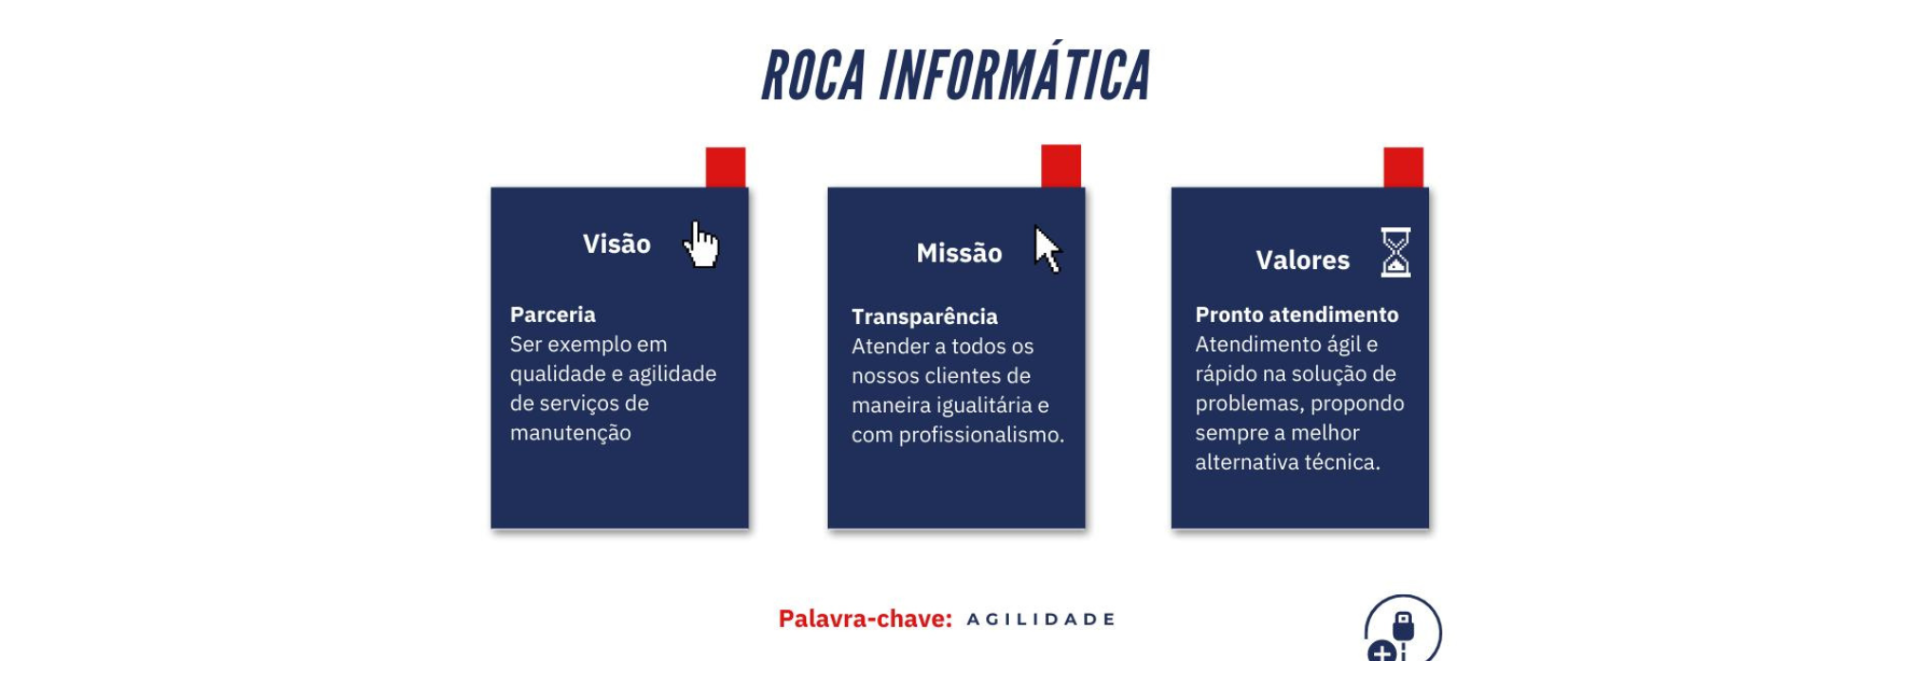 ROCA INFORMÁTICA
Visão
Parceria
Ser exemplo em
qualidade e agilidade
de serviços de
manutenção
Missão
Transparência
Atender a todos os
nossos clientes de
maneira igualitária e
com profissionalismo.
Valores
Pronto atendimento
Atendimento ágil e
rápido na solução de
problemas, propondo
sempre a melhor
alternativa técnica.
Palavra-chave: AGILIDADE